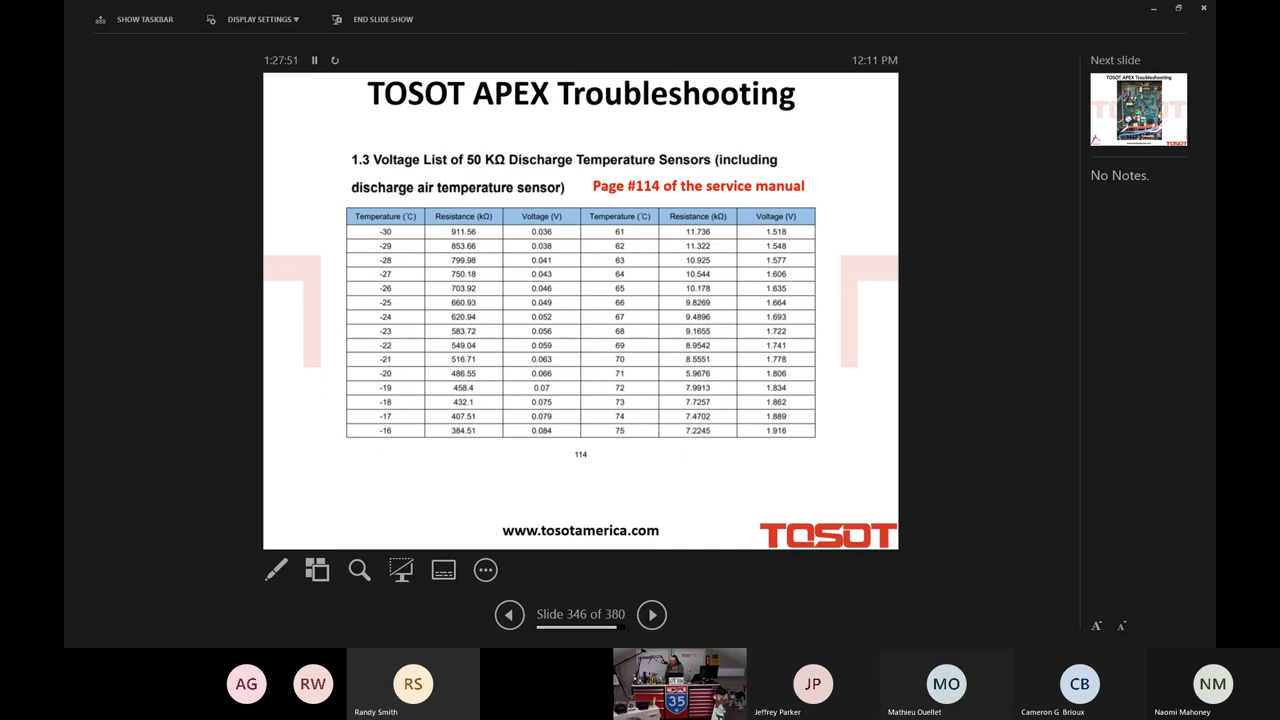 SHOW TASKBAR DISPLAY SETTINGS ▾ END SLIDE SHOW
1:27:51 12:11 PM
Next slide
TOSOT APEX Troubleshooting
TOSOT APEX Troubleshooting
TOSOT
No Notes.
1.3 Voltage List of 50 KΩ Discharge Temperature Sensors (including
discharge air temperature sensor) Page #114 of the service manual
Temperature (℃) Resistance (kΩ) Voltage (V) Temperature (℃) Resistance (kΩ) Voltage (V)
-30 911.56 0.036 61 11.736 1.518
-29 853.66 0.038 62 11.322 1.548
-28 799.98 0.041 63 10.925 1.577
-27 750.18 0.043 64 10.544 1.606
-26 703.92 0.046 65 10.178 1.635
-25 660.93 0.049 66 9.8269 1.664
-24 620.94 0.052 67 9.4896 1.693
-23 583.72 0.056 68 9.1655 1.722
-22 549.04 0.059 69 8.9542 1.741
-21 516.71 0.063 70 8.5551 1.778
-20 486.55 0.066 71 5.9676 1.806
-19 458.4 0.07 72 7.9913 1.834
-18 432.1 0.075 73 7.7257 1.862
-17 407.51 0.079 74 7.4702 1.889
-16 384.51 0.084 75 7.2245 1.916
114
www.tosotamerica.com
TOSOT
Slide 346 of 380
A A
AG RW RS 35 JP MO CB NM
Randy Smith Jeffrey Parker Mathieu Ouellet Cameron G Brioux Naomi Mahoney